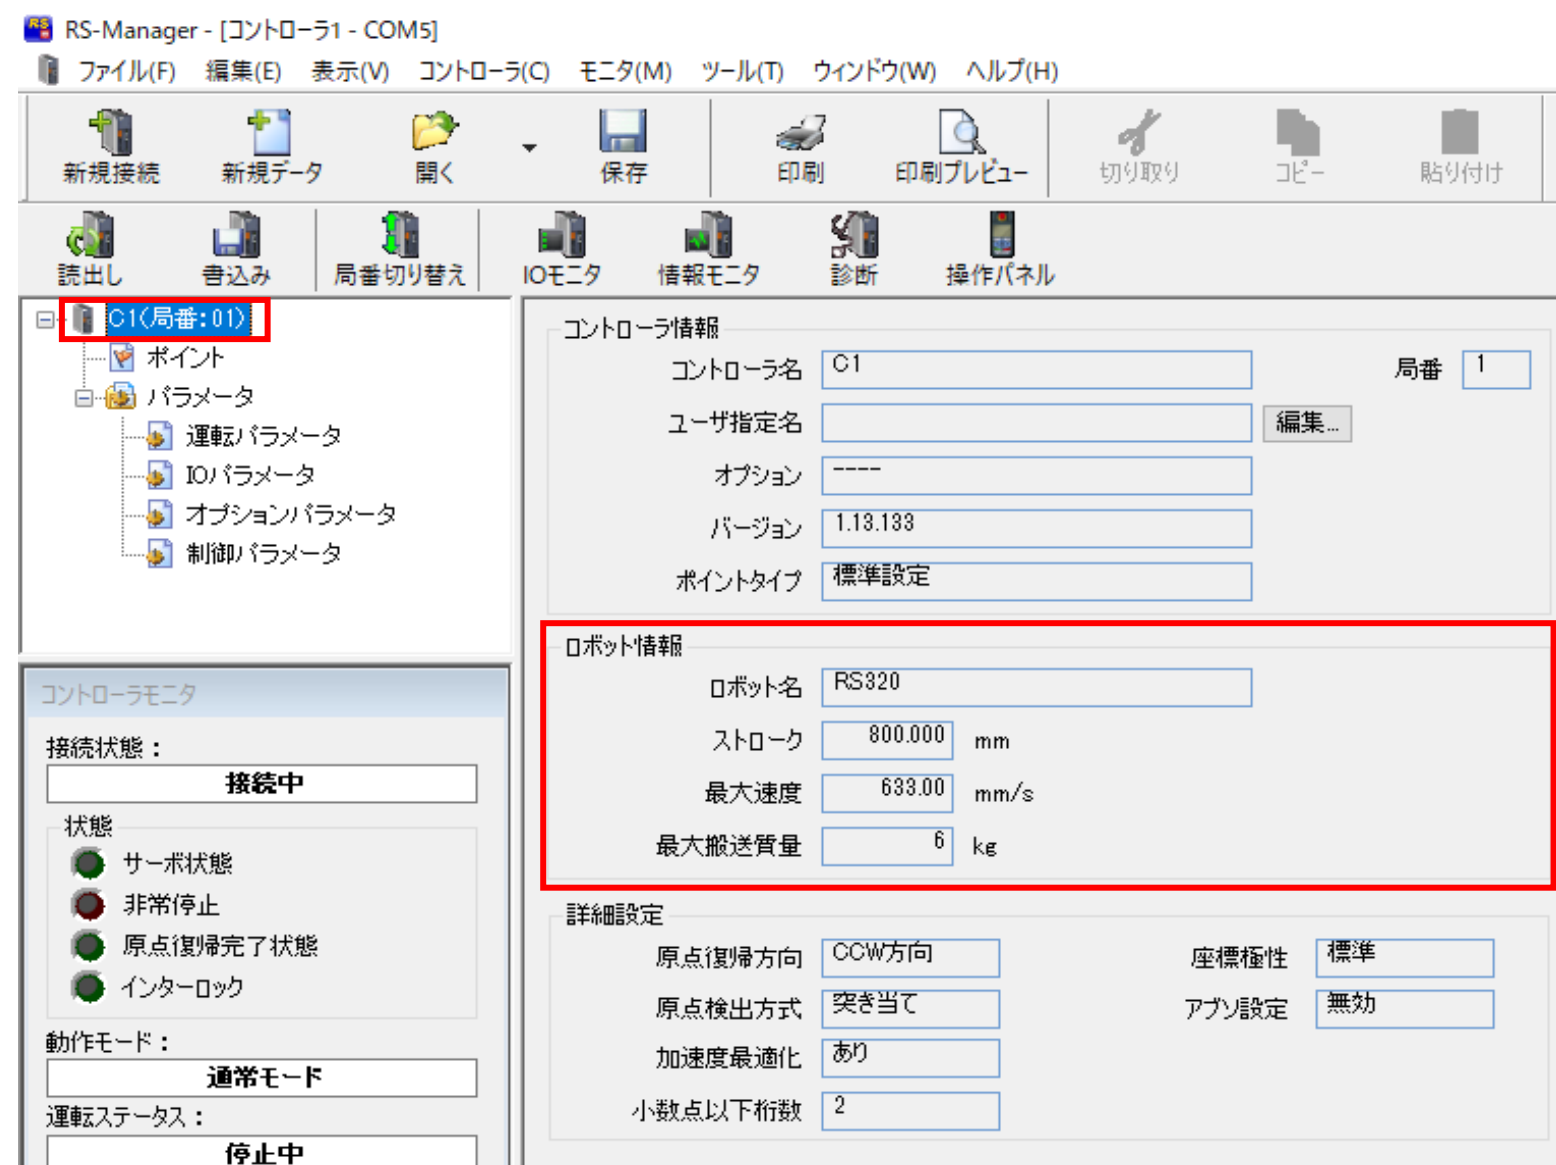 RS-Manager - [コントローラ1 - COM5]
ファイル(F) 編集(E) 表示(V) コントローラ(C) モニタ(M) ツール(T) ウィンドウ(W) ヘルプ(H)
新規接続 新規データ 開く 保存 印刷 印刷プレビュー 切り取り コピー 貼り付け
読出し 書込み 局番切り替え IOモニタ 情報モニタ 診断 操作パネル
C1(局番:01)
ポイント
パラメータ
運転パラメータ
IOパラメータ
オプションパラメータ
制御パラメータ
コントローラモニタ
接続状態：
接続中
状態
サーボ状態
非常停止
原点復帰完了状態
インターロック
動作モード：
通常モード
運転ステータス：
停止中
コントローラ情報
コントローラ名 C1 局番 1
ユーザ指定名 編集...
オプション ----
バージョン 1.13.133
ポイントタイプ 標準設定
ロボット情報
ロボット名 RS320
ストローク 800.000 mm
最大速度 633.00 mm/s
最大搬送質量 6 kg
詳細設定
原点復帰方向 CCW方向 座標極性 標準
原点検出方式 突き当て アブソ設定 無効
加速度最適化 あり
小数点以下桁数 2